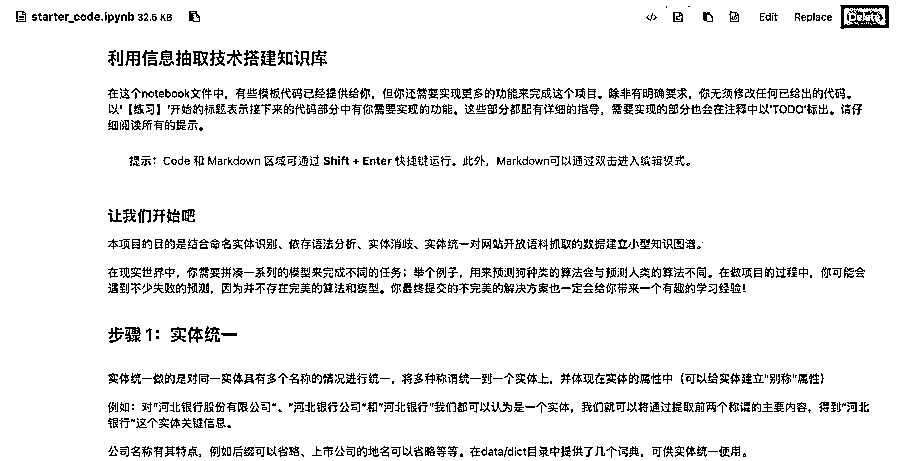 starter_code.ipynb 32.6 KB Edit Replace Delete
利用信息抽取技术搭建知识库
在这个notebook文件中，有些模板代码已经提供给你，但你还需要实现更多的功能来完成这个项目。除非有明确要求，你无须修改任何已给出的代码。
以'【练习】'开始的标题表示接下来的代码部分中有你需要实现的功能。这些部分都配有详细的指导，需要实现的部分也会在注释中以'TODO'标出。请仔
细阅读所有的提示。
提示：Code 和 Markdown 区域可通过 Shift + Enter 快捷键运行。此外，Markdown可以通过双击进入编辑模式。
让我们开始吧
本项目的目的是结合命名实体识别、依存语法分析、实体消歧、实体统一对网站开放语料抓取的数据建立小型知识图谱。
在现实世界中，你需要拼凑一系列的模型来完成不同的任务；举个例子，用来预测狗种类的算法会与预测人类的算法不同。在做项目的过程中，你可能会
遇到不少失败的预测，因为并不存在完美的算法和模型。你最终提交的不完美的解决方案也一定会给你带来一个有趣的学习经验！
步骤 1：实体统一
实体统一做的是对同一实体具有多个名称的情况进行统一，将多种称谓统一到一个实体上，并体现在实体的属性中（可以给实体建立“别称”属性）
例如：对“河北银行股份有限公司”、“河北银行公司”和“河北银行”我们都可以认为是一个实体，我们就可以将通过提取前两个称谓的主要内容，得到“河北
银行”这个实体关键信息。
公司名称有其特点，例如后缀可以省略、上市公司的地名可以省略等等。在data/dict目录中提供了几个词典，可供实体统一使用。